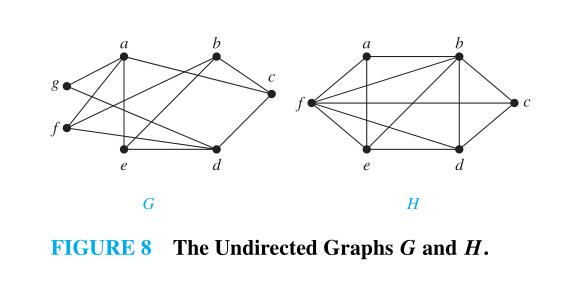 a b a b
g c
f f c
e d e d
G H
FIGURE 8 The Undirected Graphs G and H.